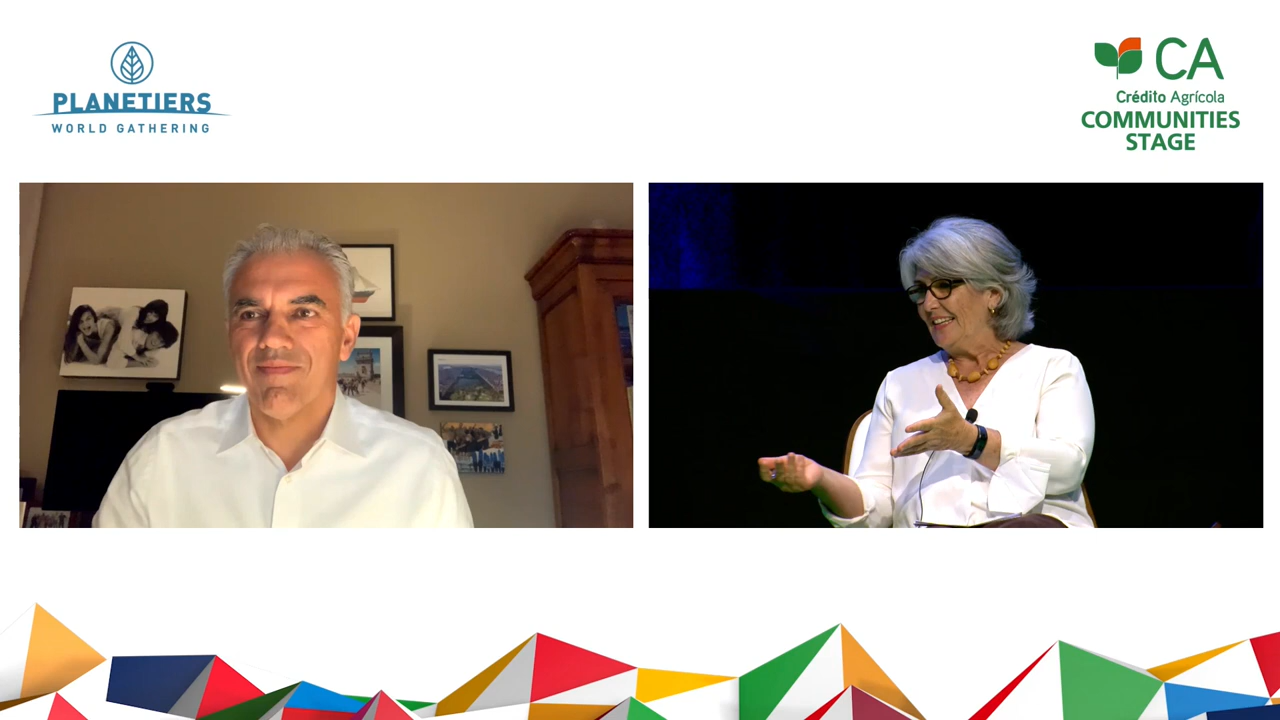 PLANETIERS
WORLD GATHERING
CA
Crédito Agrícola
COMMUNITIES
STAGE